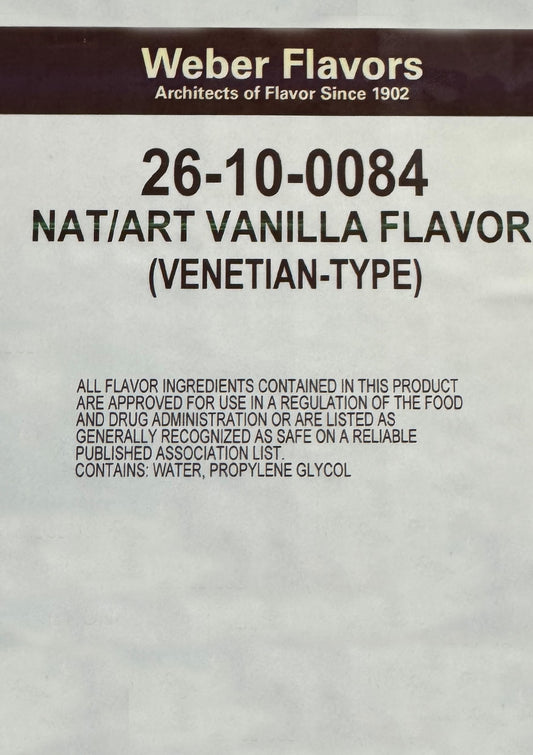 Weber Flavors
Architects of Flavor Since 1902
26-10-0084
NAT/ART VANILLA FLAVOR
(VENETIAN-TYPE)
ALL FLAVOR INGREDIENTS CONTAINED IN THIS PRODUCT
ARE APPROVED FOR USE IN A REGULATION OF THE FOOD
AND DRUG ADMINISTRATION OR ARE LISTED AS
GENERALLY RECOGNIZED AS SAFE ON A RELIABLE
PUBLISHED ASSOCIATION LIST.
CONTAINS: WATER, PROPYLENE GLYCOL